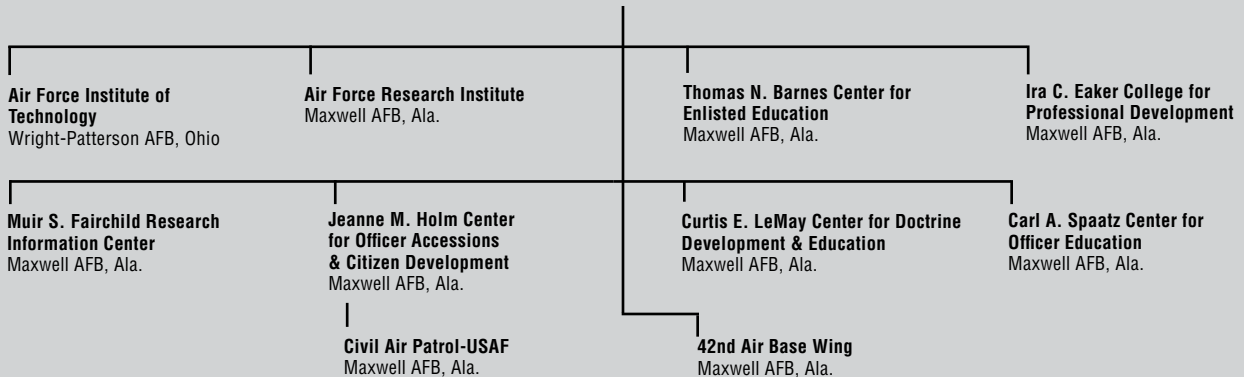 Air Force Institute of
Technology
Wright-Patterson AFB, Ohio
Air Force Research Institute
Maxwell AFB, Ala.
Thomas N. Barnes Center for
Enlisted Education
Maxwell AFB, Ala.
Ira C. Eaker College for
Professional Development
Maxwell AFB, Ala.
Muir S. Fairchild Research
Information Center
Maxwell AFB, Ala.
Jeanne M. Holm Center
for Officer Accessions
& Citizen Development
Maxwell AFB, Ala.
Curtis E. LeMay Center for Doctrine
Development & Education
Maxwell AFB, Ala.
Carl A. Spaatz Center for
Officer Education
Maxwell AFB, Ala.
Civil Air Patrol-USAF
Maxwell AFB, Ala.
42nd Air Base Wing
Maxwell AFB, Ala.